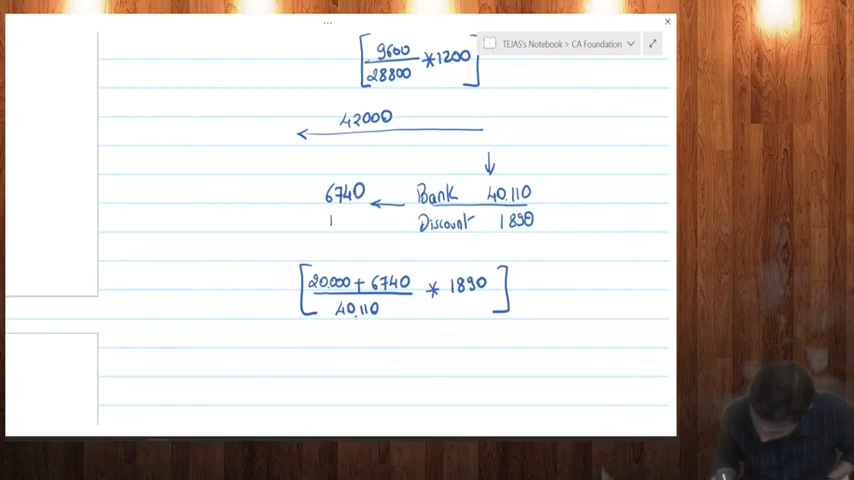 ...
×
TEJAS's Notebook > CA Foundation
[9600/28800 * 1200]
42000
6740 ← Bank 40.110
1 Discount 1890
[20.000 + 6740/40.110 * 1890]